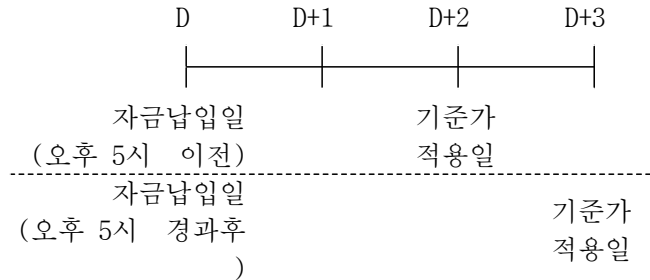 D D+1 D+2 D+3
자금납입일 기준가
(오후 5시 이전) 적용일
자금납입일
(오후 5시 경과후
)
기준가
적용일